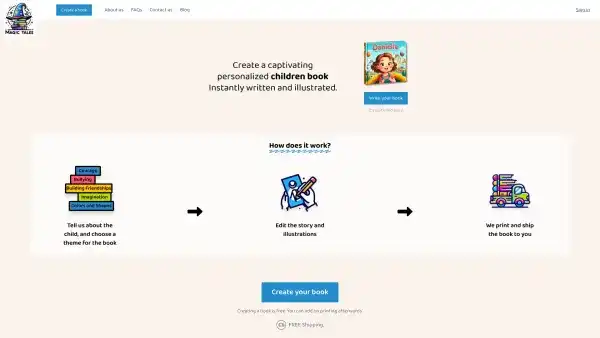 MAGIC TALES
Create a book
About us
FAQs
Contact us
Blog
Sign in
Create a captivating
personalized children book
Instantly written and illustrated.
Daniela
Write your book
How does it work?
Courage
Bullying
Building friendships
Imagination
Colors and Shapes
Tell us about the
child, and choose a
theme for the book
Edit the story and
illustrations
We print and ship
the book to you
Create your book
Creating a book is free. You can add on printing afterwards
FREE Shipping